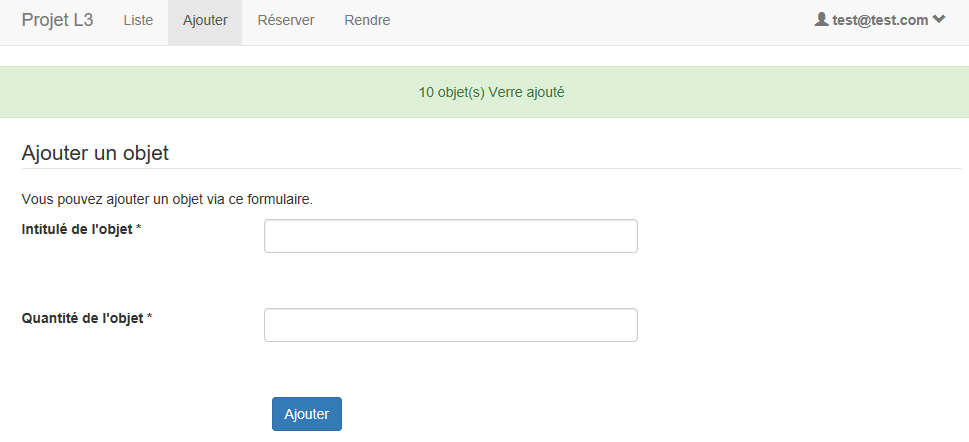 Projet L3 Liste Ajouter Réserver Rendre test@test.com
10 objet(s) Verre ajouté
Ajouter un objet
Vous pouvez ajouter un objet via ce formulaire.
Intitulé de l'objet *
Quantité de l'objet *
Ajouter